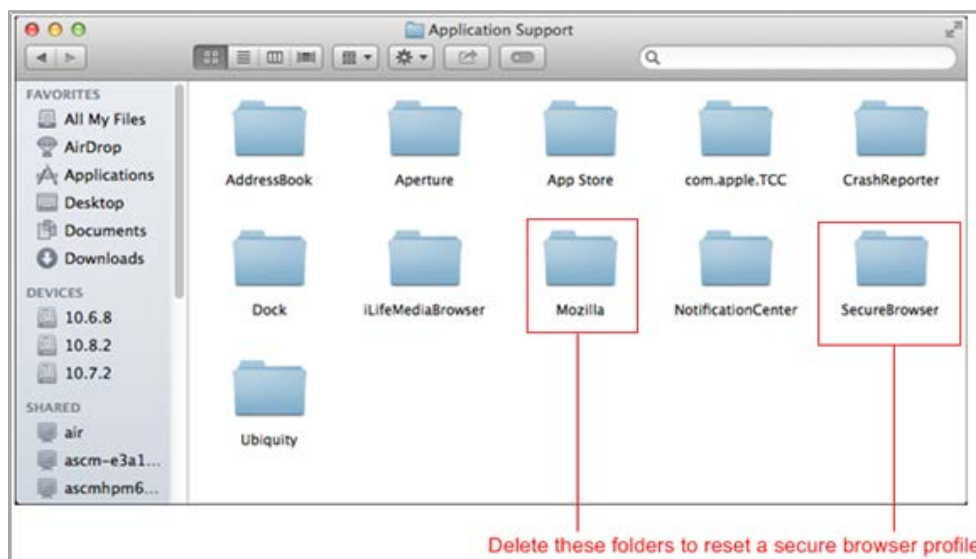 Application Support
FAVORITES
All My Files
AirDrop
Applications
Desktop
Documents
Downloads
DEVICES
10.6.8
10.8.2
10.7.2
SHARED
air
ascm-e3a1...
ascmhpm6...
AddressBook
Aperture
App Store
com.apple.TCC
CrashReporter
Dock
iLifeMediaBrowser
Mozilla
NotificationCenter
SecureBrowser
Ubiquity
Delete these folders to reset a secure browser profile